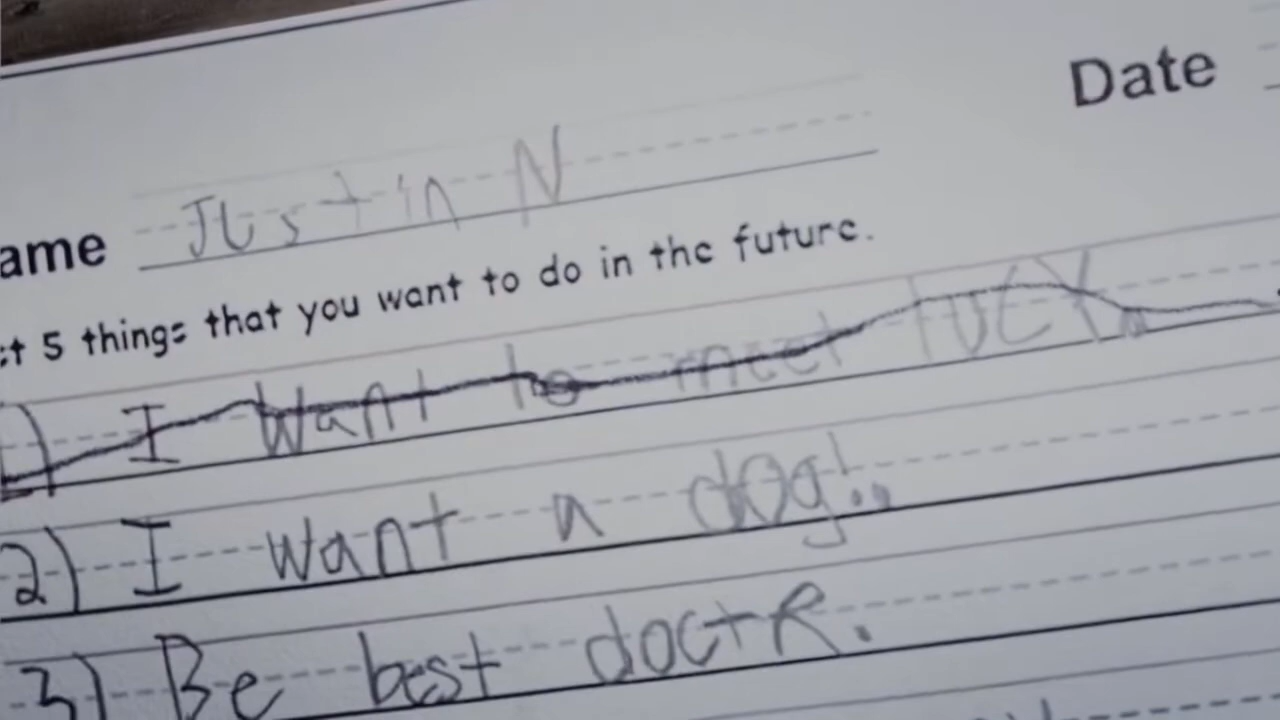 Date
ame Justin N
st 5 things that you want to do in the future.
1) I want to meet
2) I want a dog!..
3) Be best doctR.